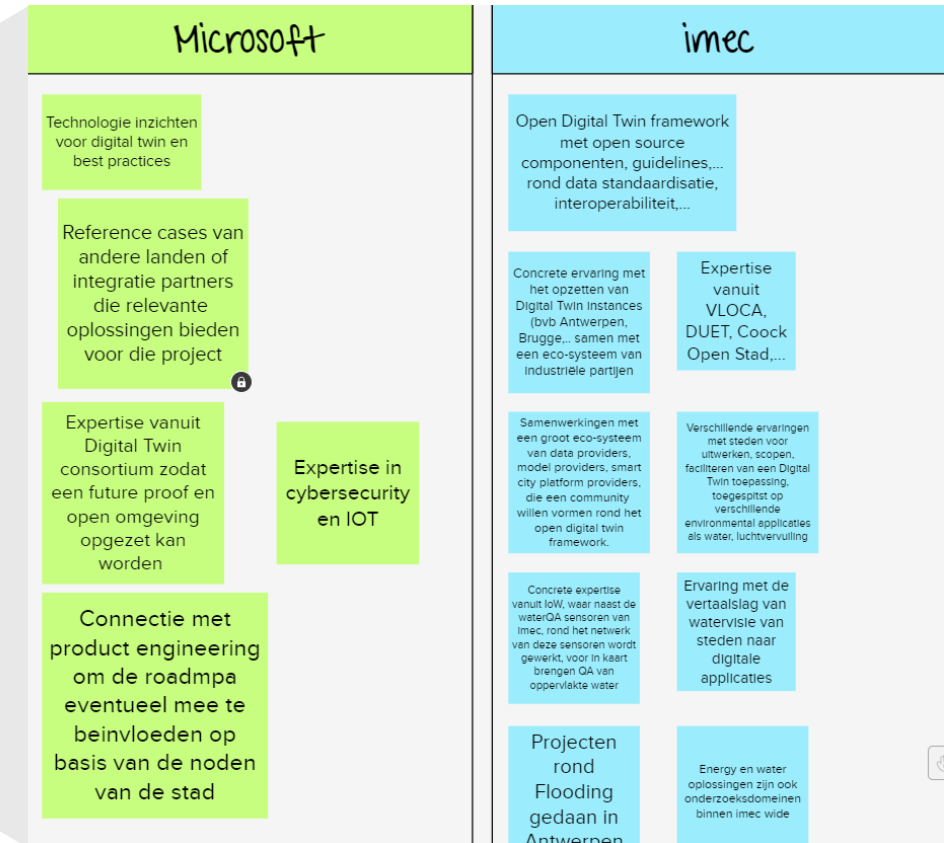 Microsoft
Technologie inzichten
voor digital twin en
best practices
Reference cases van
andere landen of
integratie partners
die relevante
oplossingen bieden
voor die project
Expertise vanuit
Digital Twin
consortium zodat
een future proof en
open omgeving
opgezet kan
worden
Expertise in
cybersecurity
en IOT
Connectie met
product engineering
om de roadmpa
eventueel mee te
beinvloeden op
basis van de noden
van de stad
imec
Open Digital Twin framework
met open source
componenten, guidelines,...
rond data standaardisatie,
interoperabiliteit,...
Concrete ervaring met
het opzetten van
Digital Twin instances
(bvb Antwerpen,
Brugge,.. samen met
een eco-systeem van
industriële partijen
Expertise
vanuit
VLOCA,
DUET, Coock
Open Stad,...
Samenwerkingen met
een groot eco-systeem
van data providers,
model providers, smart
city platform providers,
die een community
willen vormen rond het
open digital twin
framework.
Verschillende ervaringen
met steden voor
uitwerken, scopen,
faciliteren van een Digital
Twin toepassing,
toegespitst op
verschillende
environmental applicaties
als water, luchtvervuiling
Concrete expertise
vanuit IoW, waar naast de
waterQA sensoren van
imec, rond het netwerk
van deze sensoren wordt
gewerkt, voor in kaart
brengen QA van
oppervlakte water
Ervaring met de
vertaalslag van
watervisie van
steden naar
digitale
applicaties
Projecten
rond
Flooding
gedaan in
Antwerpen
Energy en water
oplossingen zijn ook
onderzoeksdomeinen
binnen imec wide